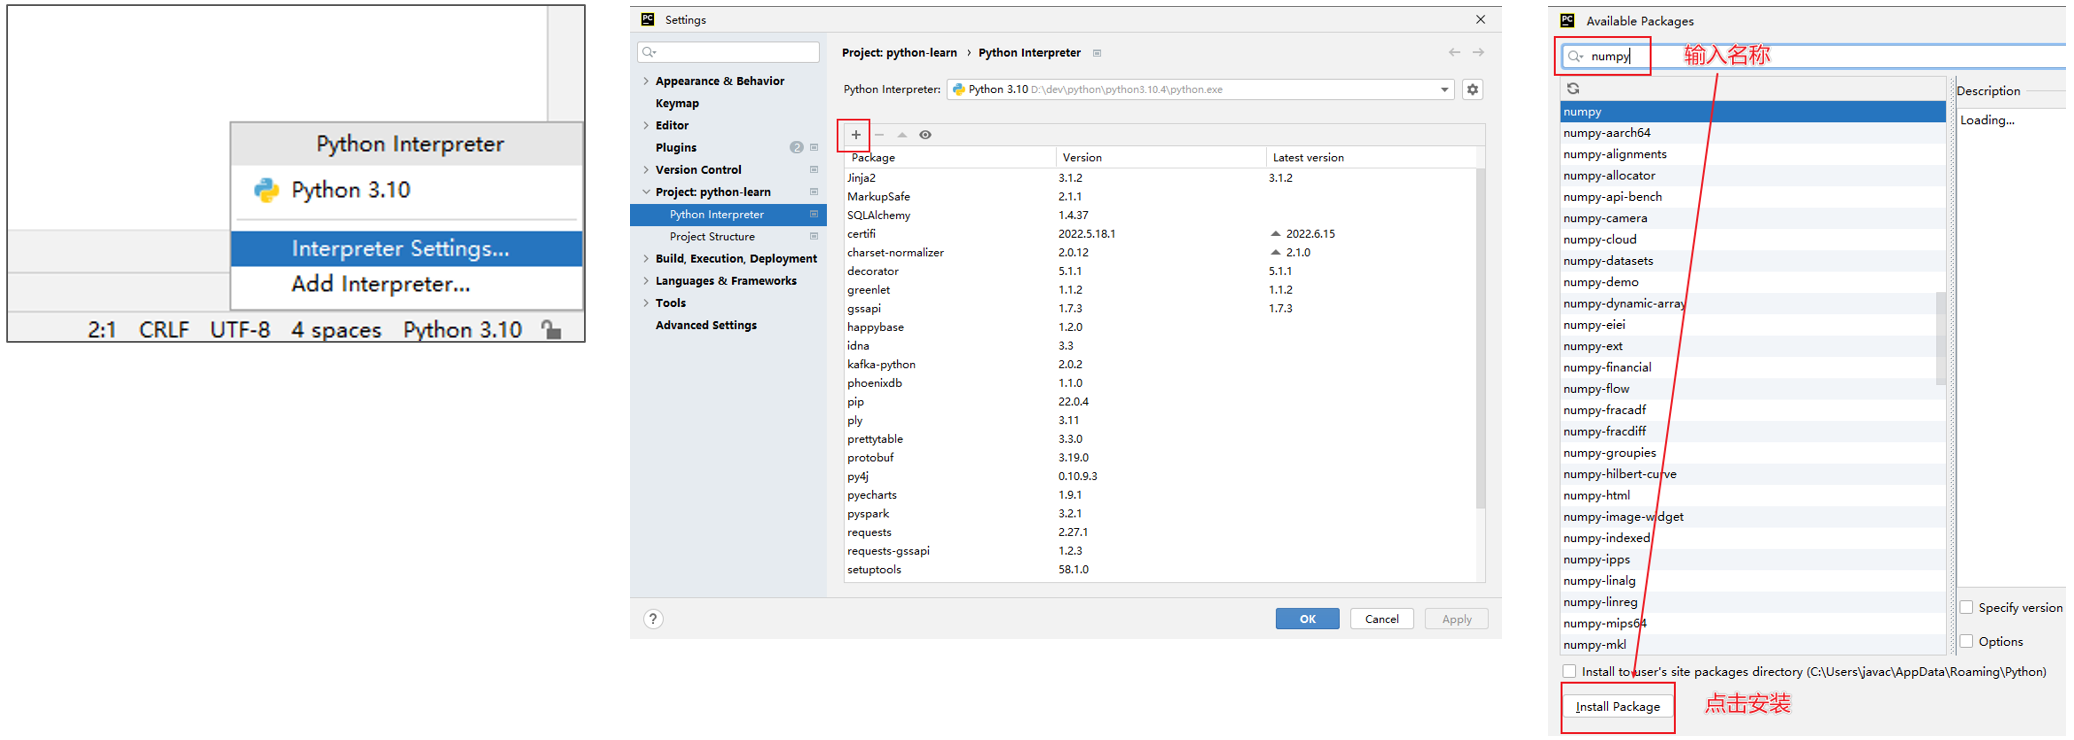 Python Interpreter
Python 3.10
Interpreter Settings...
Add Interpreter...
2:1 CRLF UTF-8 4 spaces Python 3.10
PC Settings
Appearance & Behavior
Keymap
Editor
Plugins 2
Version Control
Project: python-learn
Python Interpreter
Project Structure
Build, Execution, Deployment
Languages & Frameworks
Tools
Advanced Settings
Project: python-learn › Python Interpreter
Python Interpreter: Python 3.10 D:\dev\python\python3.10.4\python.exe
Package Version Latest version
Jinja2 3.1.2 3.1.2
MarkupSafe 2.1.1
SQLAlchemy 1.4.37
certifi 2022.5.18.1 2022.6.15
charset-normalizer 2.0.12 2.1.0
decorator 5.1.1 5.1.1
greenlet 1.1.2 1.1.2
gssapi 1.7.3 1.7.3
happybase 1.2.0
idna 3.3
kafka-python 2.0.2
phoenixdb 1.1.0
pip 22.0.4
ply 3.11
prettytable 3.3.0
protobuf 3.19.0
py4j 0.10.9.3
pyecharts 1.9.1
pyspark 3.2.1
requests 2.27.1
requests-gssapi 1.2.3
setuptools 58.1.0
? OK Cancel Apply
PC Available Packages
numpy 输入名称
Description
Loading...
numpy
numpy-aarch64
numpy-alignments
numpy-allocator
numpy-api-bench
numpy-camera
numpy-cloud
numpy-datasets
numpy-demo
numpy-dynamic-array
numpy-eiei
numpy-ext
numpy-financial
numpy-flow
numpy-fracadf
numpy-fracdiff
numpy-groupies
numpy-hilbert-curve
numpy-html
numpy-image-widget
numpy-indexed
numpy-ipps
numpy-linalg
numpy-linreg
numpy-mips64
numpy-mkl
Specify version
Options
Install to user's site packages directory (C:\Users\javac\AppData\Roaming\Python)
Install Package 点击安装